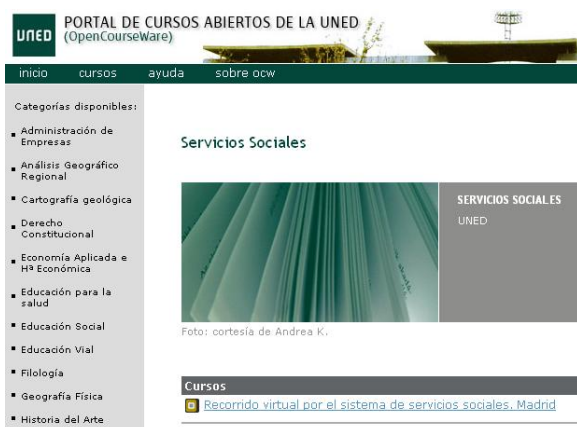 UNED
PORTAL DE CURSOS ABIERTOS DE LA UNED
(OpenCourseWare)
inicio cursos ayuda sobre ocw
Categorías disponibles:
Administración de
Empresas
Análisis Geográfico
Regional
Cartografía geológica
Derecho
Constitucional
Economía Aplicada e
Hª Económica
Educación para la
salud
Educación Social
Educación Vial
Filología
Geografía Física
Historia del Arte
Servicios Sociales
SERVICIOS SOCIALES
UNED
Foto: cortesía de Andrea K.
Cursos
Recorrido virtual por el sistema de servicios sociales. Madrid